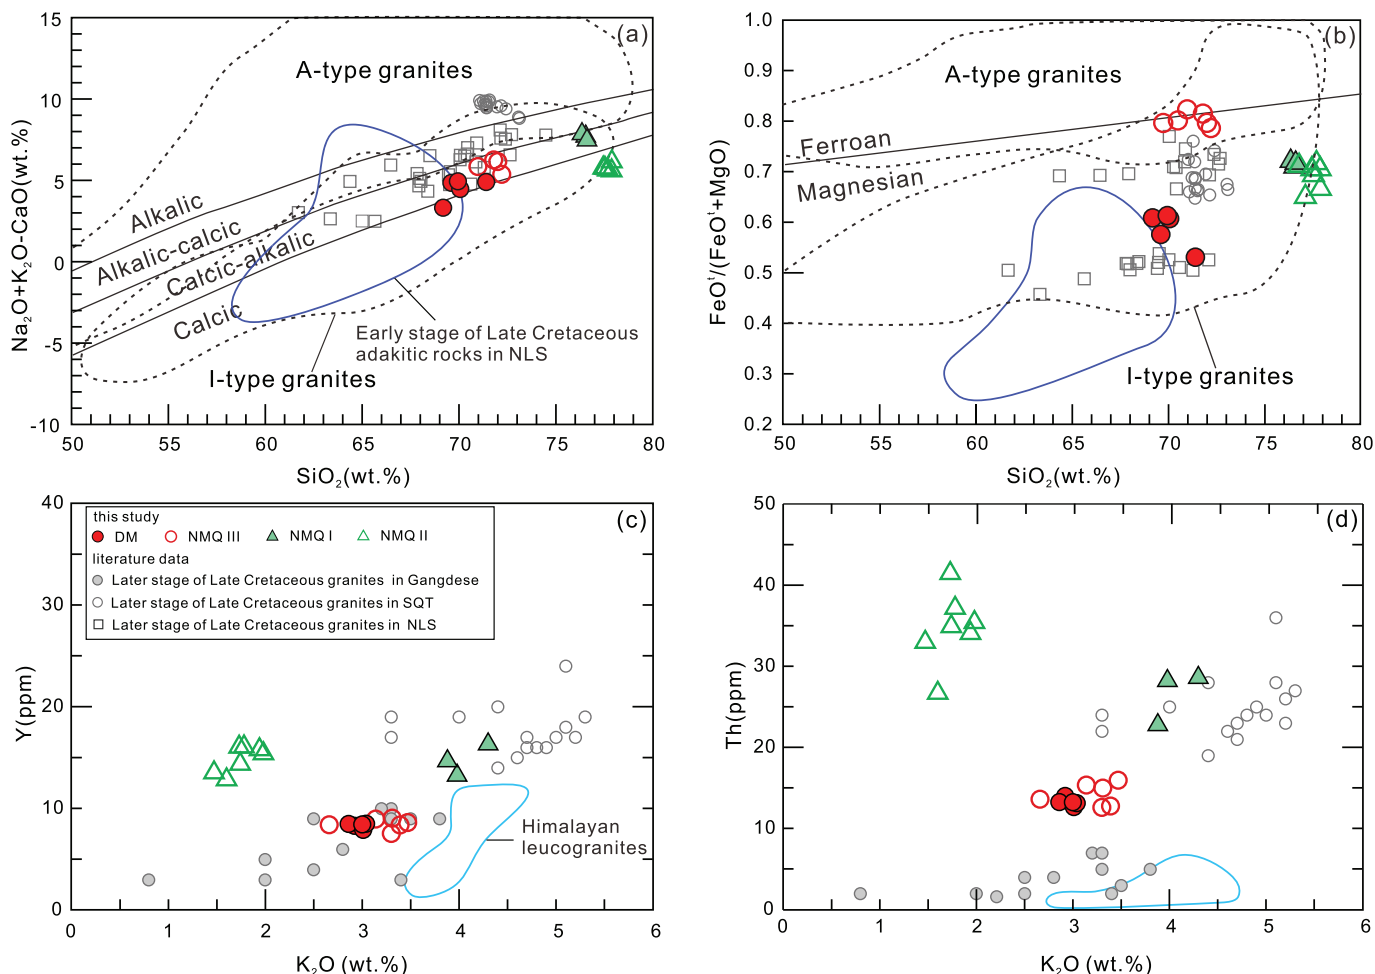 (a)
A-type granites
Alkalic
Alkalic-calcic
Calcic-alkalic
Calcic
Early stage of Late Cretaceous
adakitic rocks in NLS
I-type granites
Na₂O+K₂O-CaO(wt.%)
15
10
5
0
-5
-10
50 55 60 65 70 75 80
SiO₂(wt.%)
(b)
A-type granites
Ferroan
Magnesian
I-type granites
FeOᵗ/(FeOᵗ+MgO)
1.0
0.9
0.8
0.7
0.6
0.5
0.4
0.3
0.2
50 55 60 65 70 75 80
SiO₂(wt.%)
(c)
this study
DM NMQ III NMQ I NMQ II
literature data
Later stage of Late Cretaceous granites in Gangdese
Later stage of Late Cretaceous granites in SQT
Later stage of Late Cretaceous granites in NLS
Himalayan
leucogranites
Y(ppm)
40
30
20
10
0
0 1 2 3 4 5 6
K₂O (wt.%)
(d)
Th(ppm)
50
40
30
20
10
0
0 1 2 3 4 5 6
K₂O (wt.%)